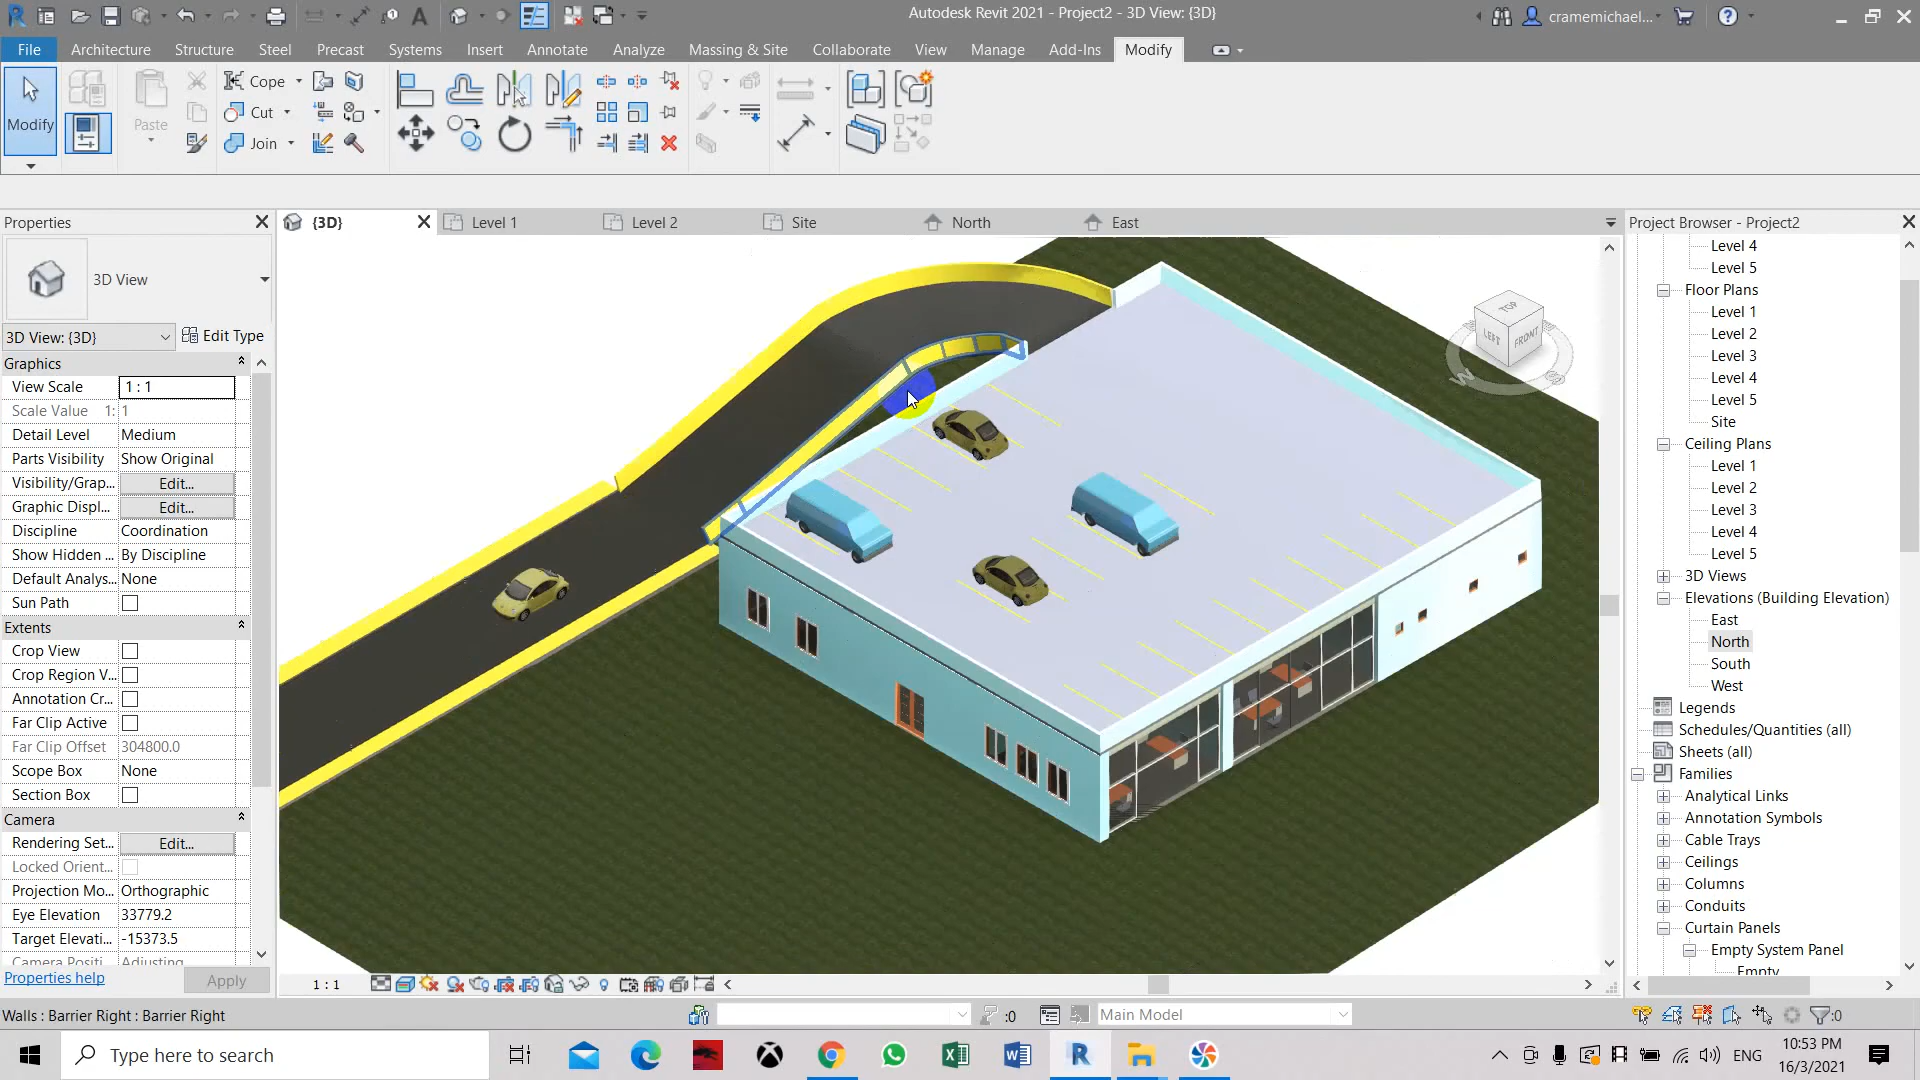 Autodesk Revit 2021 - Project2 - 3D View: {3D}
cramemichael...
File Architecture Structure Steel Precast Systems Insert Annotate Analyze Massing & Site Collaborate View Manage Add-Ins Modify
Modify
Paste
Cope
Cut
Join
Properties
3D View
3D View: {3D}
Edit Type
Graphics
View Scale 1 : 1
Scale Value 1: 1
Detail Level Medium
Parts Visibility Show Original
Visibility/Grap... Edit...
Graphic Displ... Edit...
Discipline Coordination
Show Hidden ... By Discipline
Default Analys... None
Sun Path
Extents
Crop View
Crop Region V...
Annotation Cr...
Far Clip Active
Far Clip Offset 304800.0
Scope Box None
Section Box
Camera
Rendering Set... Edit...
Locked Orient...
Projection Mo... Orthographic
Eye Elevation 33779.2
Target Elevati... -15373.5
Camera Positi... Adjusting
Properties help
Apply
{3D} Level 1 Level 2 Site North East
TOP
LEFT
FRONT
W
1 : 1
Project Browser - Project2
Level 4
Level 5
Floor Plans
Level 1
Level 2
Level 3
Level 4
Level 5
Site
Ceiling Plans
Level 1
Level 2
Level 3
Level 4
Level 5
3D Views
Elevations (Building Elevation)
East
North
South
West
Legends
Schedules/Quantities (all)
Sheets (all)
Families
Analytical Links
Annotation Symbols
Cable Trays
Ceilings
Columns
Conduits
Curtain Panels
Empty System Panel
Empty
Walls : Barrier Right : Barrier Right
:0
Main Model
:0
Type here to search
ENG
10:53 PM
16/3/2021